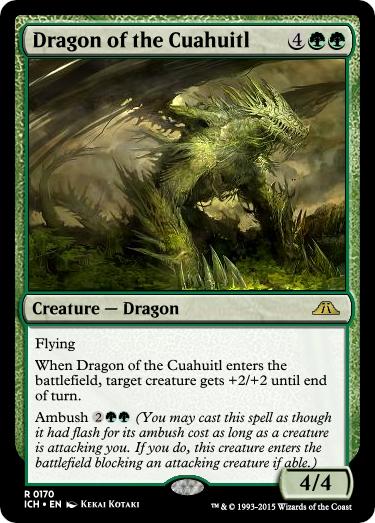 Dragon of the Cuahuitl 4
Creature — Dragon
Flying
When Dragon of the Cuahuitl enters the
battlefield, target creature gets +2/+2 until end
of turn.
Ambush 2 (You may cast this spell as though
it had flash for its ambush cost as long as a creature
is attacking you. If you do, this creature enters the
battlefield blocking an attacking creature if able.)
4/4
R 0170
ICH • EN Kekai Kotaki
™ & © 1993-2015 Wizards of the Coast